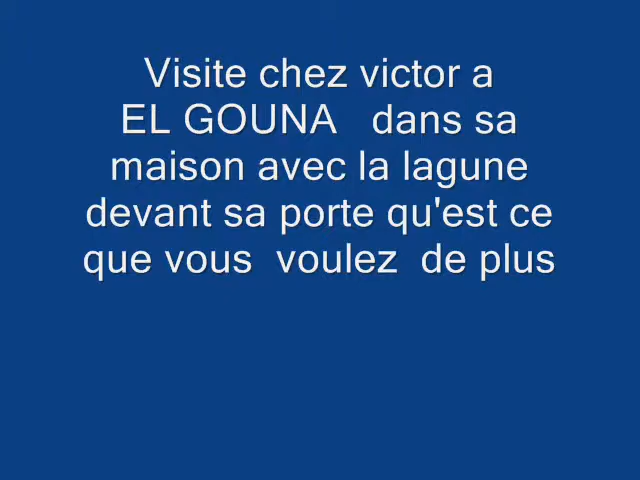 Visite chez victor a
EL GOUNA   dans sa
maison avec la lagune
devant sa porte qu'est ce
que vous  voulez  de plus